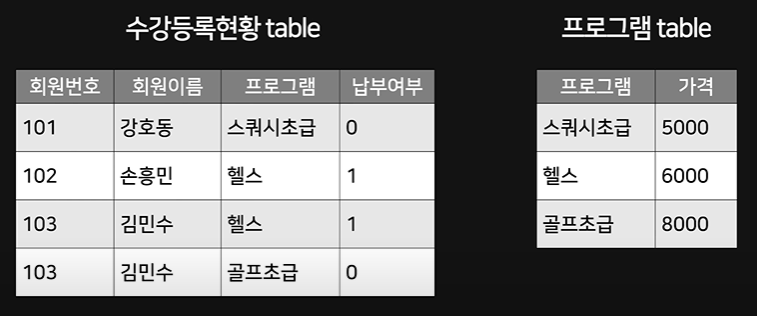 수강등록현황 table
회원번호 회원이름 프로그램 납부여부
101 강호동 스쿼시초급 0
102 손흥민 헬스 1
103 김민수 헬스 1
103 김민수 골프초급 0
프로그램 table
프로그램 가격
스쿼시초급 5000
헬스 6000
골프초급 8000